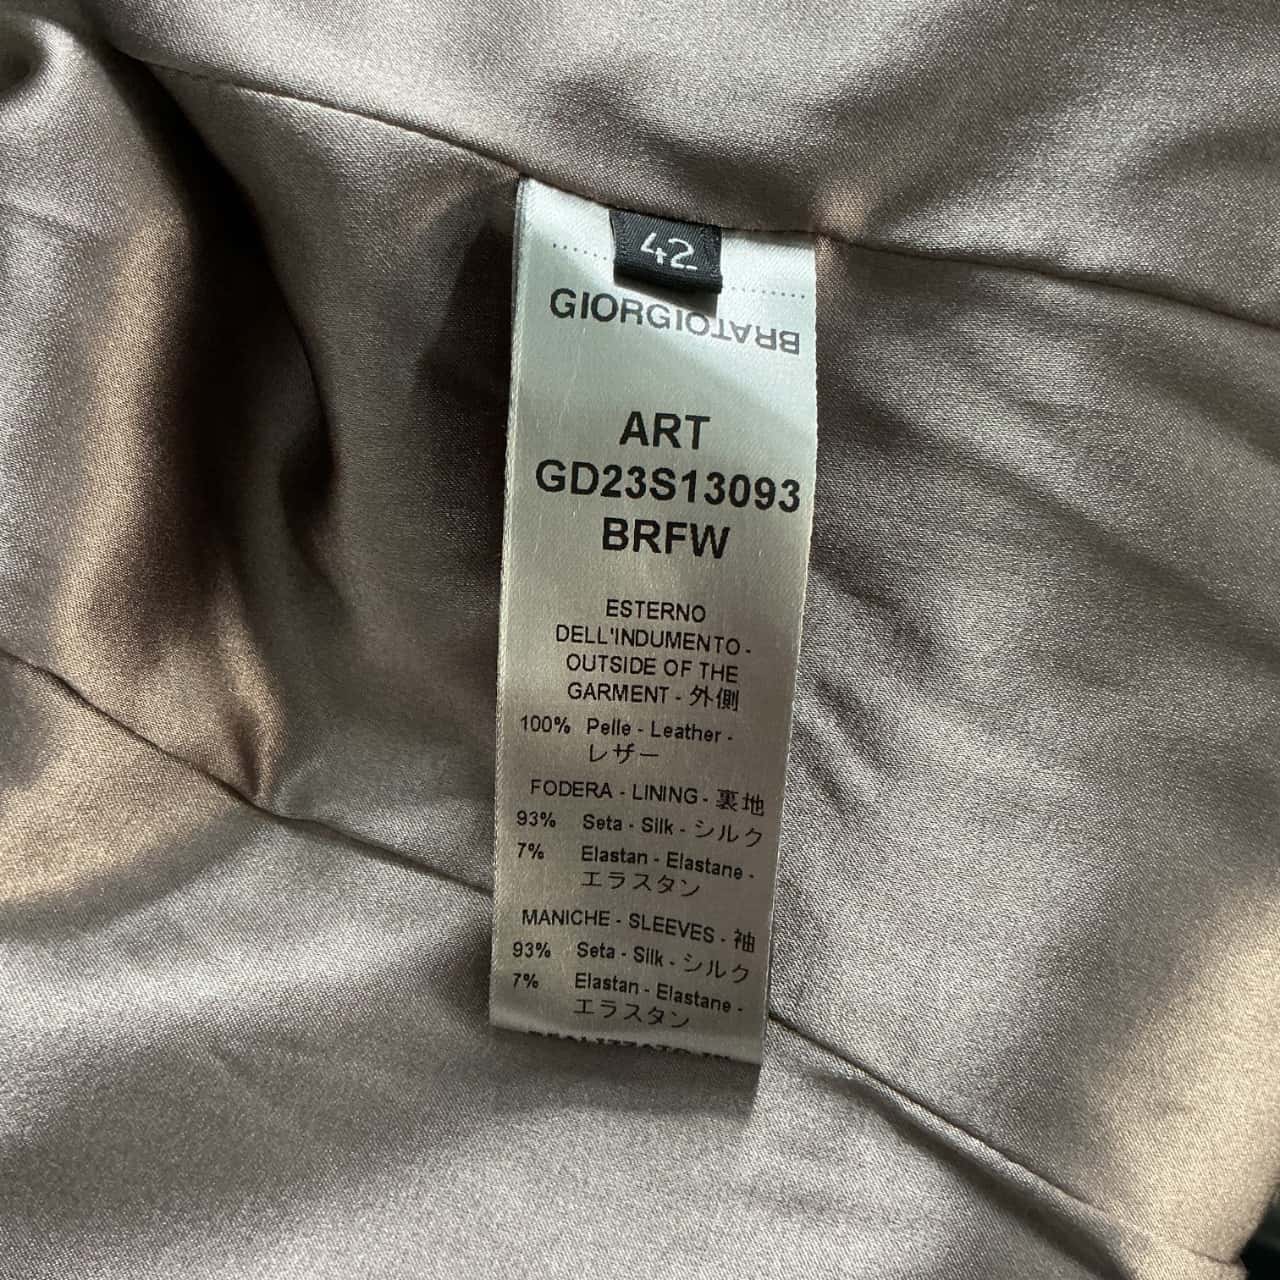 42
GIORGIOBRATO
ART
GD23S13093
BRFW
ESTERNO
DELL'INDUMENTO -
OUTSIDE OF THE
GARMENT - 外側
100% Pelle - Leather -
レザー
FODERA - LINING - 裏地
93% Seta - Silk - シルク
7% Elastan - Elastane -
エラスタン
MANICHE - SLEEVES - 袖
93% Seta - Silk - シルク
7% Elastan - Elastane -
エラスタン